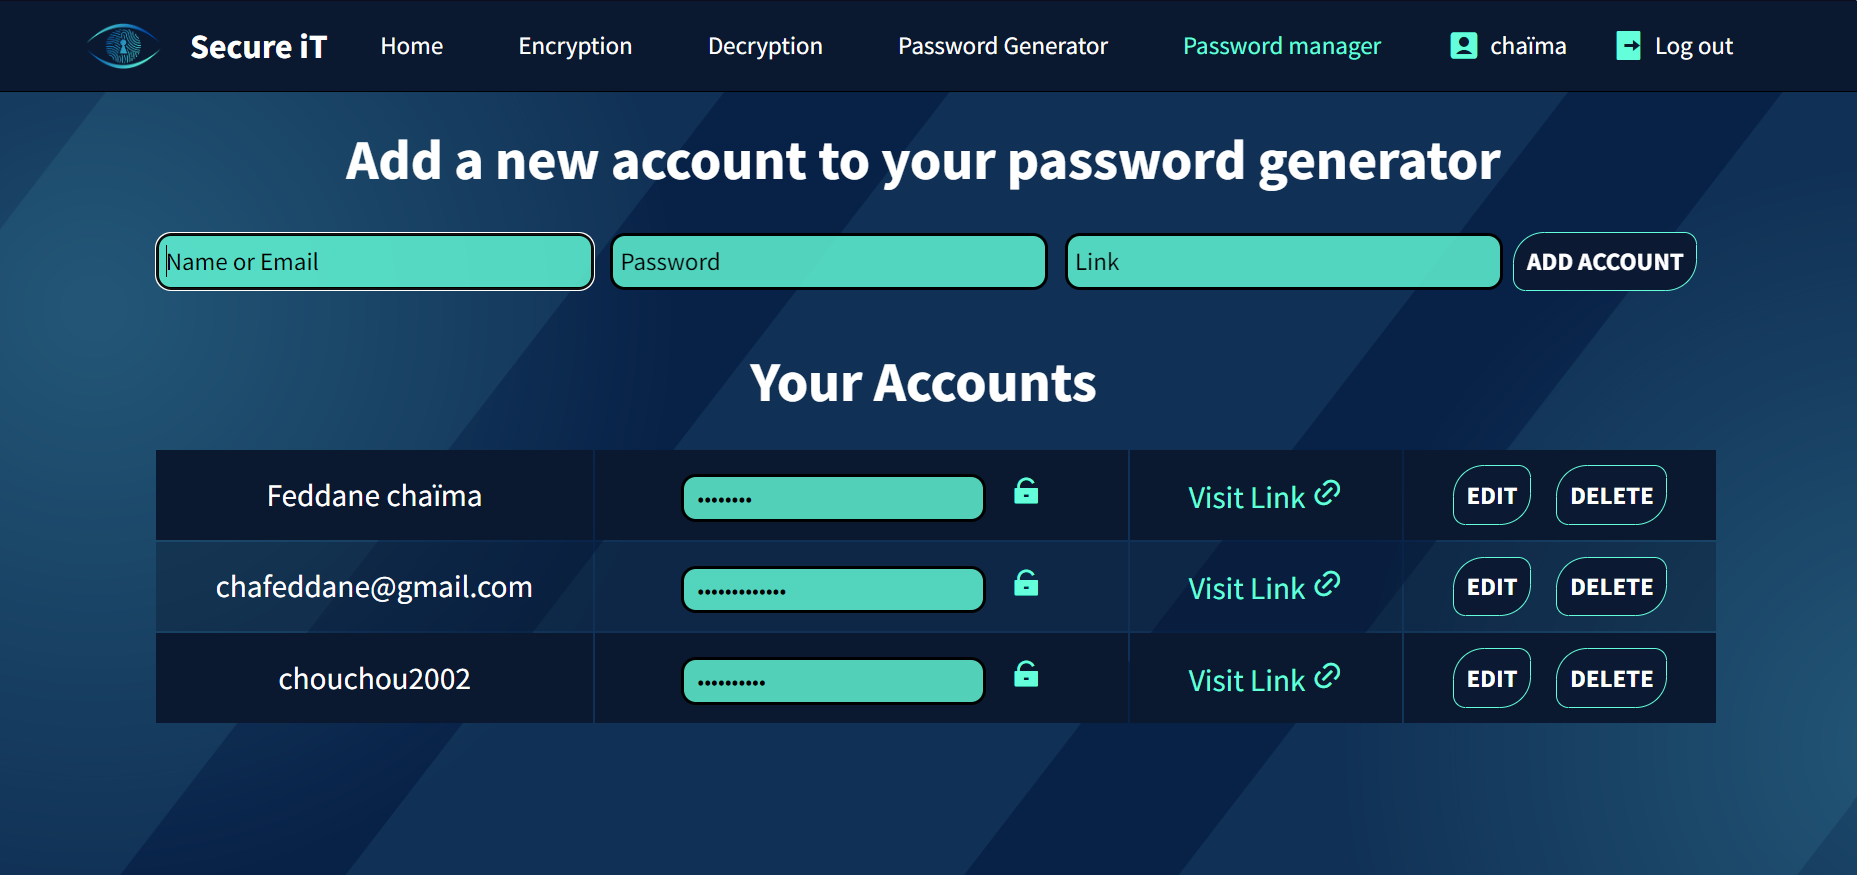 Secure iT Home Encryption Decryption Password Generator Password manager chaïma Log out
Add a new account to your password generator
Name or Email Password Link ADD ACCOUNT
Your Accounts
Feddane chaïma •••••••• Visit Link EDIT DELETE
chafeddane@gmail.com ••••••••••••• Visit Link EDIT DELETE
chouchou2002 •••••••••• Visit Link EDIT DELETE